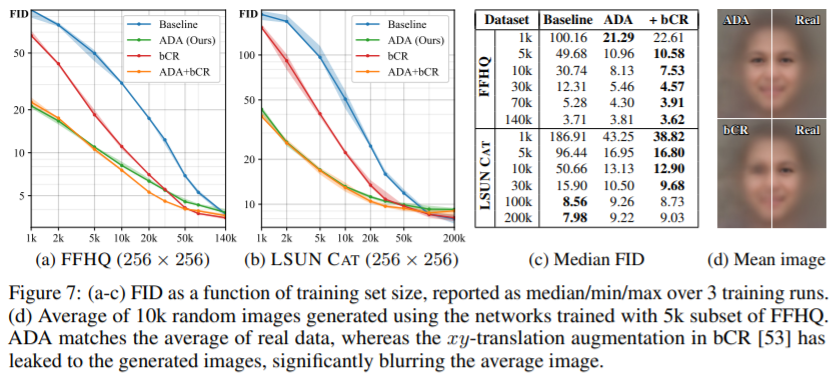 FID
50
20
10
5
Baseline
ADA (Ours)
bCR
ADA+bCR
1k 2k 5k 10k 20k 50k 140k
(a) FFHQ (256 × 256)
FID
100
50
20
10
Baseline
ADA (Ours)
bCR
ADA+bCR
1k 2k 5k 10k 20k 50k 200k
(b) LSUN CAT (256 × 256)
Dataset Baseline ADA + bCR
FFHQ
1k 100.16 21.29 22.61
5k 49.68 10.96 10.58
10k 30.74 8.13 7.53
30k 12.31 5.46 4.57
70k 5.28 4.30 3.91
140k 3.71 3.81 3.62
LSUN CAT
1k 186.91 43.25 38.82
5k 96.44 16.95 16.80
10k 50.66 13.13 12.90
30k 15.90 10.50 9.68
100k 8.56 9.26 8.73
200k 7.98 9.22 9.03
(c) Median FID
ADA Real
bCR Real
(d) Mean image
Figure 7: (a-c) FID as a function of training set size, reported as median/min/max over 3 training runs.
(d) Average of 10k random images generated using the networks trained with 5k subset of FFHQ.
ADA matches the average of real data, whereas the xy-translation augmentation in bCR [53] has
leaked to the generated images, significantly blurring the average image.